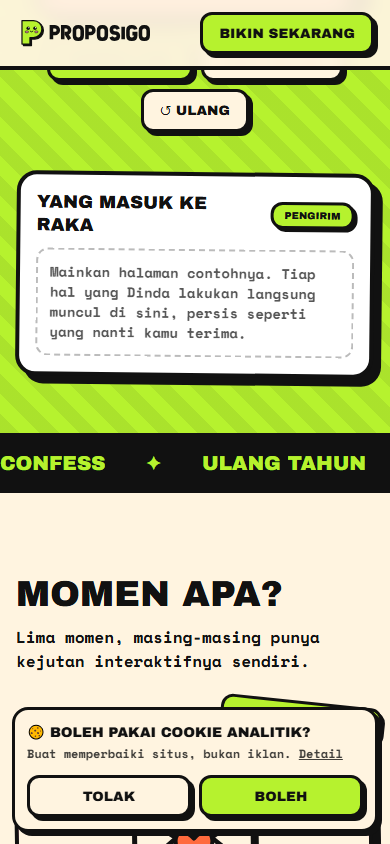 PROPOSIGO
BIKIN SEKARANG
↺ ULANG
YANG MASUK KE
RAKA
PENGIRIM
Mainkan halaman contohnya. Tiap
hal yang Dinda lakukan langsung
muncul di sini, persis seperti
yang nanti kamu terima.
CONFESS ✦ ULANG TAHUN
MOMEN APA?
Lima momen, masing-masing punya
kejutan interaktifnya sendiri.
🍪 BOLEH PAKAI COOKIE ANALITIK?
Buat memperbaiki situs, bukan iklan. Detail
TOLAK
BOLEH